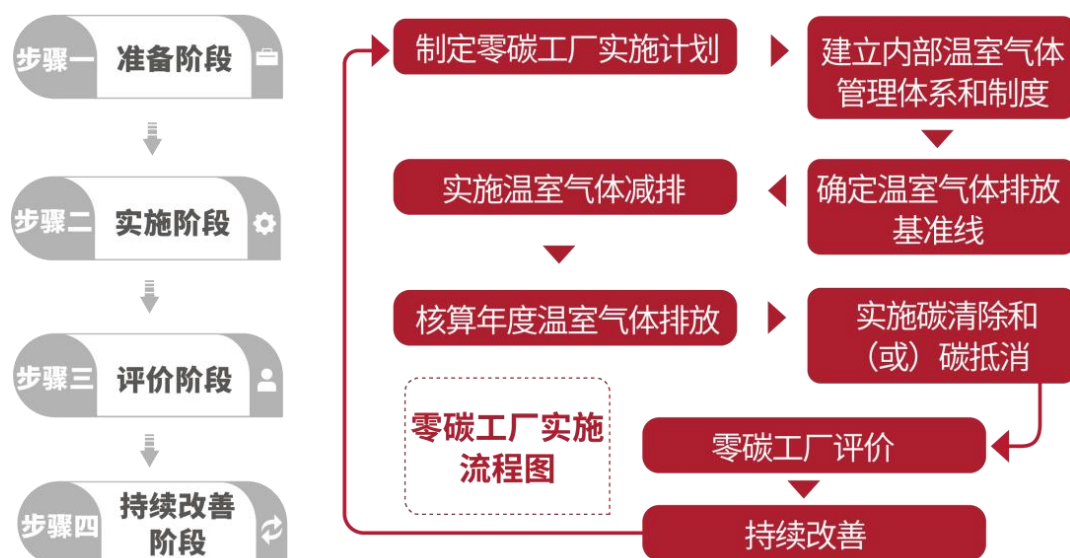 步骤一
准备阶段
步骤二
实施阶段
步骤三
评价阶段
步骤四
持续改善
阶段
制定零碳工厂实施计划
建立内部温室气体
管理体系和制度
确定温室气体排放
基准线
实施温室气体减排
核算年度温室气体排放
实施碳清除和
（或）碳抵消
零碳工厂评价
持续改善
零碳工厂实施
流程图